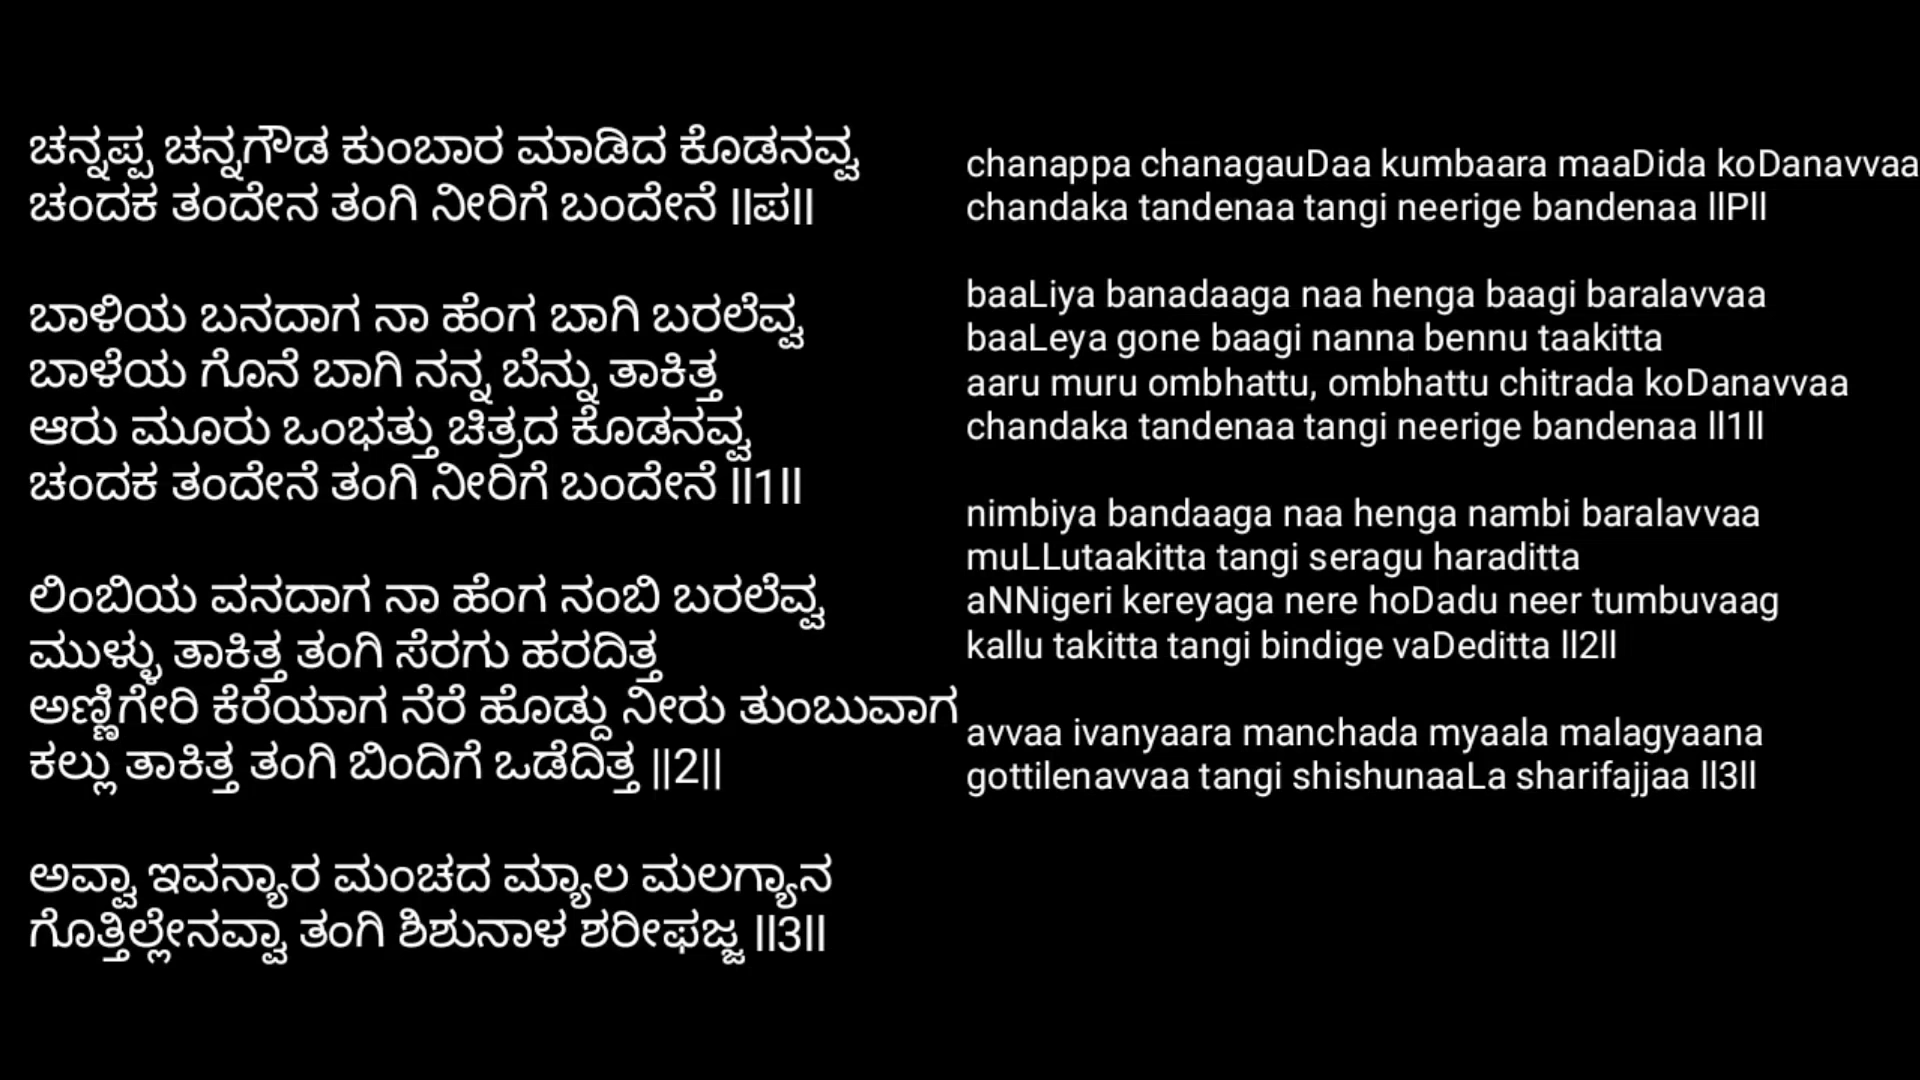 ಚನ್ನಪ್ಪ ಚನ್ನಗೌಡ ಕುಂಬಾರ ಮಾಡಿದ ಕೊಡನವ್ವ
ಚಂದಕ ತಂದೇನ ತಂಗಿ ನೀರಿಗೆ ಬಂದೇನೆ ||ಪ||
ಬಾಳಿಯ ಬನದಾಗ ನಾ ಹೆಂಗ ಬಾಗಿ ಬರಲೆವ್ವ
ಬಾಳೆಯ ಗೊನೆ ಬಾಗಿ ನನ್ನ ಬೆನ್ನು ತಾಕಿತ್ತ
ಆರು ಮೂರು ಒಂಭತ್ತು ಚಿತ್ರದ ಕೊಡನವ್ವ
ಚಂದಕ ತಂದೇನೆ ತಂಗಿ ನೀರಿಗೆ ಬಂದೇನೆ ||1||
ಲಿಂಬಿಯ ವನದಾಗ ನಾ ಹೆಂಗ ನಂಬಿ ಬರಲೆವ್ವ
ಮುಳ್ಳು ತಾಕಿತ್ತ ತಂಗಿ ಸೆರಗು ಹರದಿತ್ತ
ಅಣ್ಣಿಗೇರಿ ಕೆರೆಯಾಗ ನೆರೆ ಹೊಡ್ದು ನೀರು ತುಂಬುವಾಗ
ಕಲ್ಲು ತಾಕಿತ್ತ ತಂಗಿ ಬಿಂದಿಗೆ ಒಡೆದಿತ್ತ ||2||
ಅವ್ವಾ ಇವನ್ಯಾರ ಮಂಚದ ಮ್ಯಾಲ ಮಲಗ್ಯಾನ
ಗೊತ್ತಿಲ್ಲೇನವ್ವಾ ತಂಗಿ ಶಿಶುನಾಳ ಶರೀಫಜ್ಜ ||3||
chanappa chanagauDaa kumbaara maaDida koDanavvaa
chandaka tandenaa tangi neerige bandenaa llPll
baaLiya banadaaga naa henga baagi baralavvaa
baaLeya gone baagi nanna bennu taakitta
aaru muru ombhattu, ombhattu chitrada koDanavvaa
chandaka tandenaa tangi neerige bandenaa ll1ll
nimbiya bandaaga naa henga nambi baralavvaa
muLLutaakitta tangi seragu haraditta
aNNigeri kereyaga nere hoDadu neer tumbuvaag
kallu takitta tangi bindige vaDeditta ll2ll
avvaa ivanyaara manchada myaala malagyaana
gottilenavvaa tangi shishunaaLa sharifajjaa ll3ll